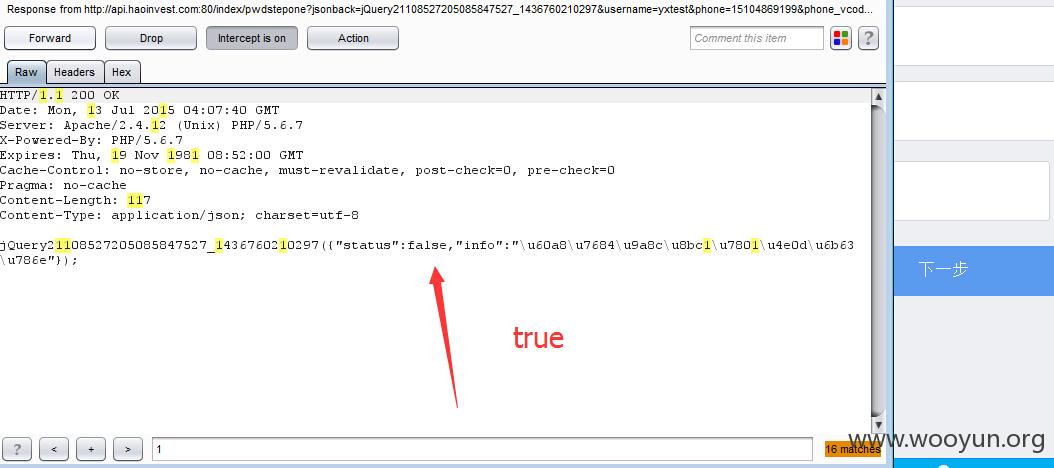 Response from http://api.haoinvest.com:80/index/pwdstepone?jsonback=jQuery21108527205085847527_1436760210297&username=yxtest&phone=15104869199&phone_vcod...
Forward Drop Intercept is on Action Comment this item ?
Raw Headers Hex
HTTP/1.1 200 OK
Date: Mon, 13 Jul 2015 04:07:40 GMT
Server: Apache/2.4.12 (Unix) PHP/5.6.7
X-Powered-By: PHP/5.6.7
Expires: Thu, 19 Nov 1981 08:52:00 GMT
Cache-Control: no-store, no-cache, must-revalidate, post-check=0, pre-check=0
Pragma: no-cache
Content-Length: 117
Content-Type: application/json; charset=utf-8
jQuery21108527205085847527_1436760210297({"status":false,"info":"\u60a8\u7684\u9a8c\u8bc1\u7801\u4e0d\u6b63
\u786e"});
下一步
true
? < + > 1 16 matches
www.wooyun.org